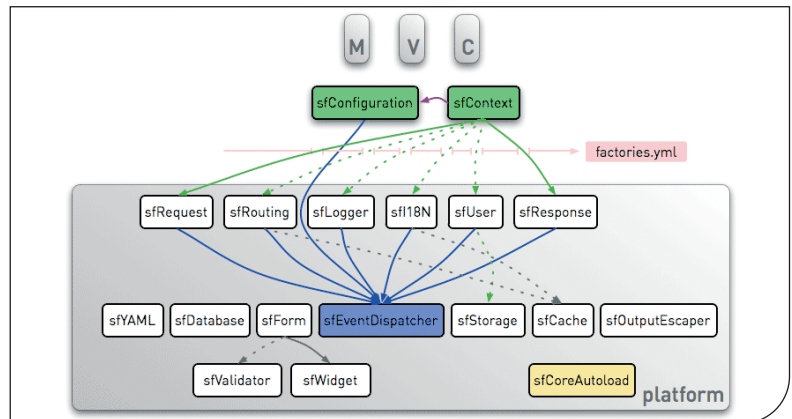 M V C
sfConfiguration sfContext
factories.yml
sfRequest sfRouting sfLogger sfI18N sfUser sfResponse
sfYAML sfDatabase sfForm sfEventDispatcher sfStorage sfCache sfOutputEscaper
sfValidator sfWidget sfCoreAutoload
platform